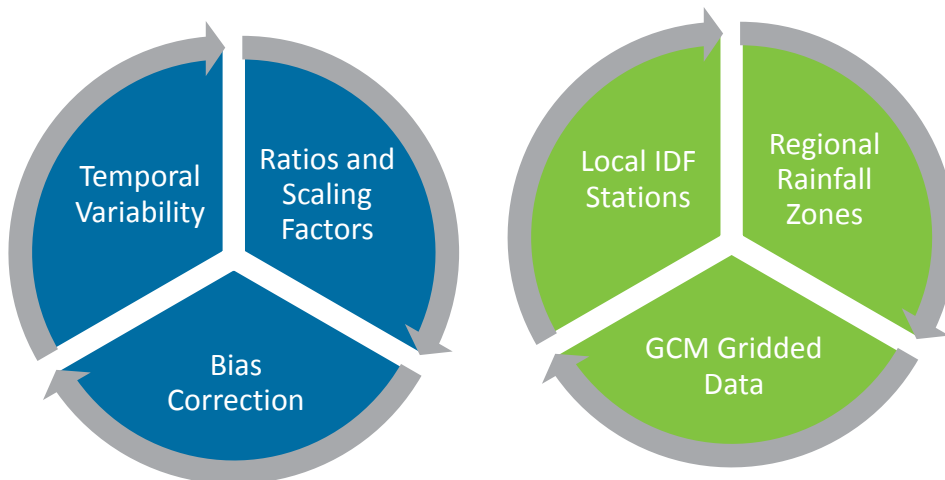 Temporal
Variability
Ratios and
Scaling
Factors
Bias
Correction
Local IDF
Stations
Regional
Rainfall
Zones
GCM Gridded
Data